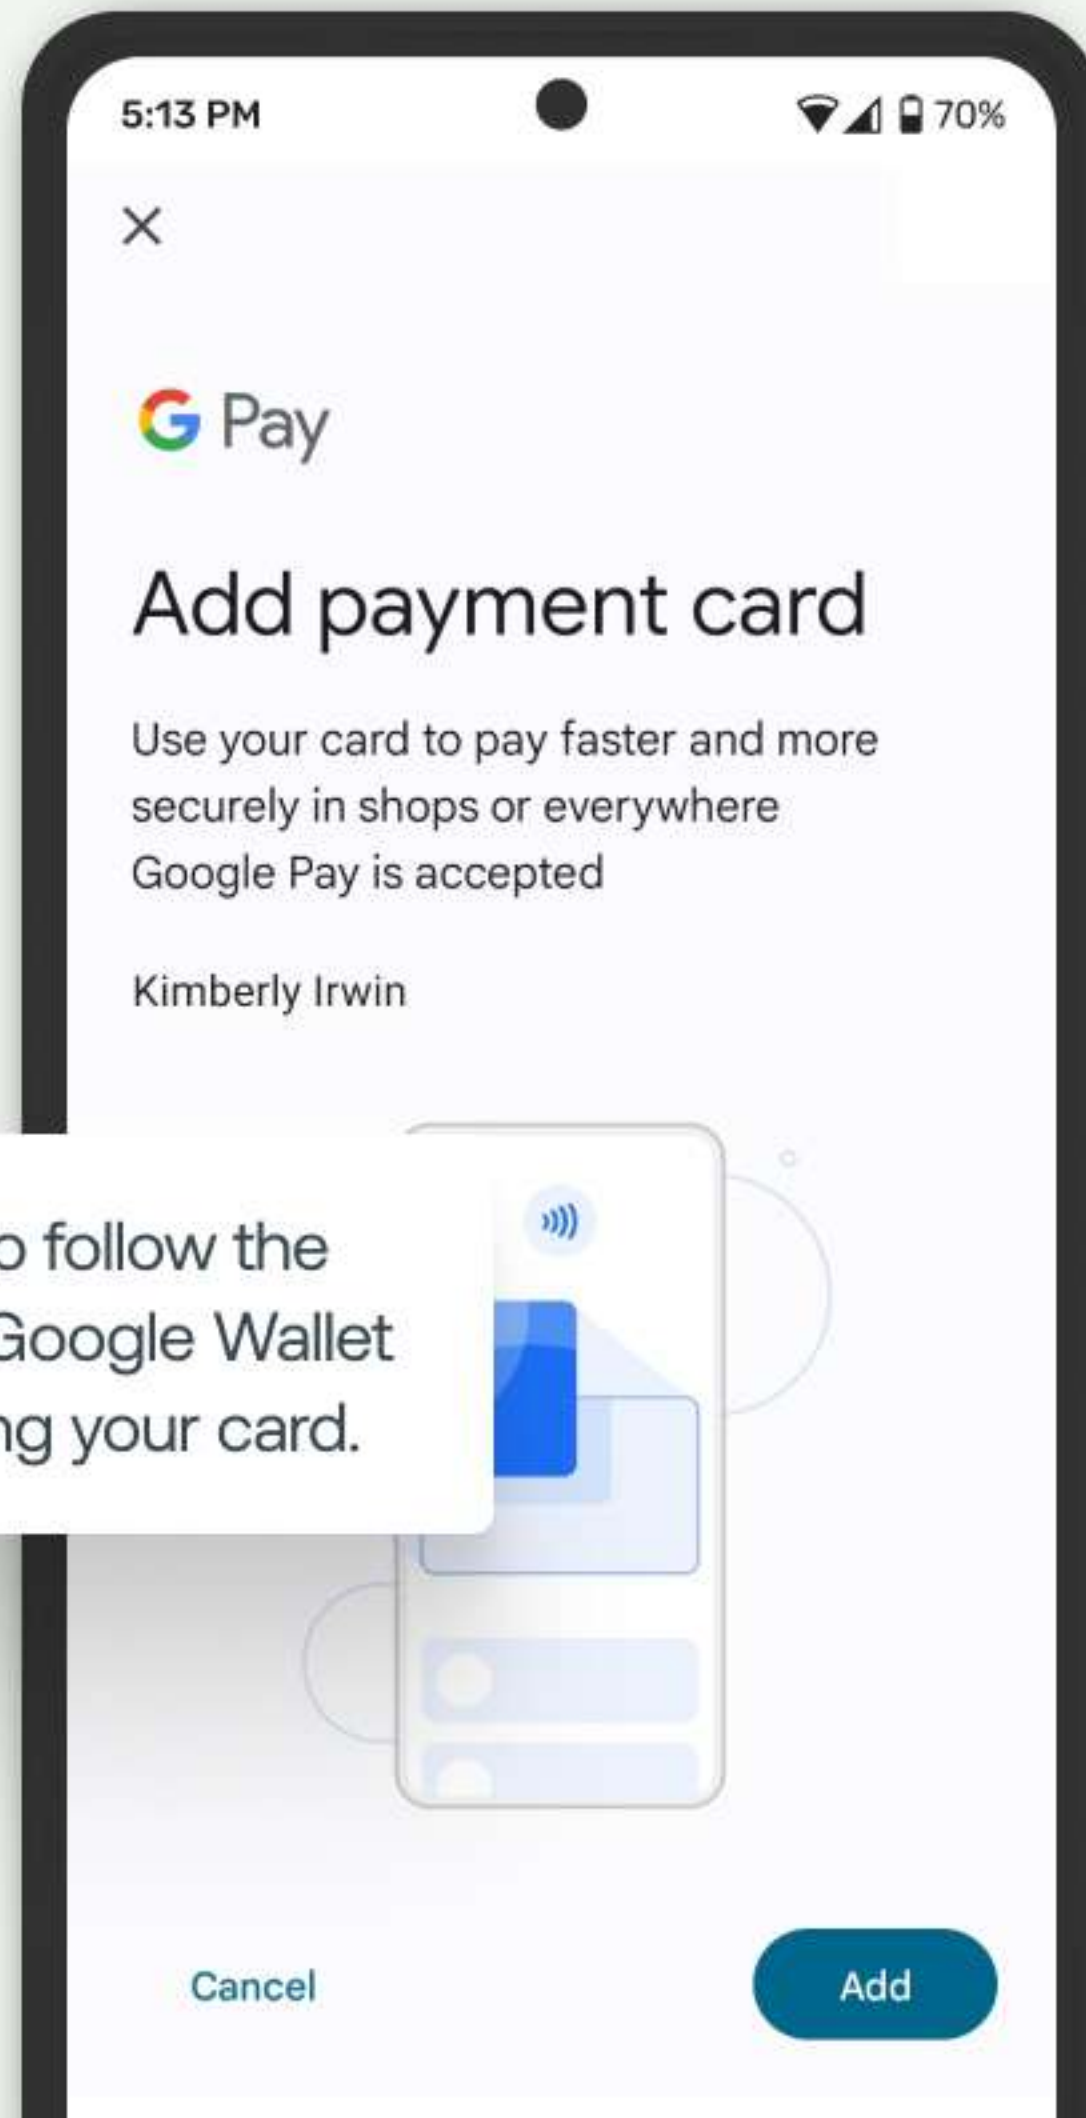 5:13 PM
70%
G Pay
Add payment card
Use your card to pay faster and more
securely in shops or everywhere
Google Pay is accepted
Kimberly Irwin
follow the
Google Wallet
your card.
Cancel
Add